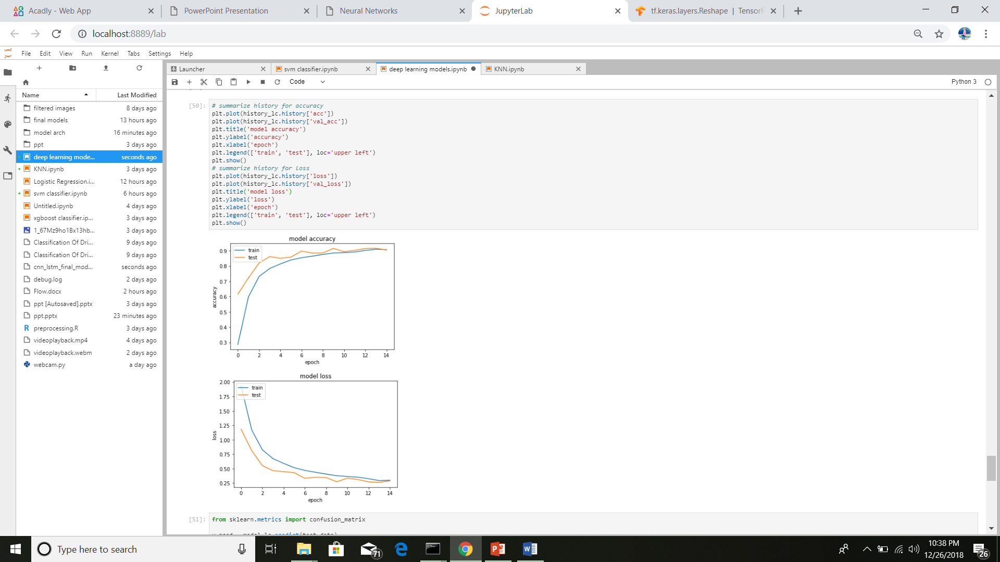 Acadly - Web App
PowerPoint Presentation
Neural Networks
JupyterLab
tf.keras.layers.Reshape | TensorF
localhost:8889/lab
File Edit View Run Kernel Tabs Settings Help
Launcher
svm classifier.ipynb
deep learning models.ipynb
KNN.ipynb
Code
Python 3
Name Last Modified
filtered images 8 days ago
final models 13 hours ago
model arch 16 minutes ago
ppt 3 days ago
deep learning mode... seconds ago
KNN.ipynb 3 days ago
Logistic Regression.i... 12 hours ago
svm classifier.ipynb 6 hours ago
Untitled.ipynb 4 days ago
xgboost classifier.ip... 3 days ago
1_67Mz9ho1Bx13hb... 3 days ago
Classification Of Dri... 9 days ago
Classification Of Dri... 9 days ago
cnn_lstm_final_mod... seconds ago
debug.log 2 days ago
Flow.docx 2 hours ago
ppt [Autosaved].pptx 3 days ago
ppt.pptx 23 minutes ago
R preprocessing.R 3 days ago
videoplayback.mp4 4 days ago
videoplayback.webm 2 days ago
webcam.py a day ago
[50]:
# summarize history for accuracy
plt.plot(history_lc.history['acc'])
plt.plot(history_lc.history['val_acc'])
plt.title('model accuracy')
plt.ylabel('accuracy')
plt.xlabel('epoch')
plt.legend(['train', 'test'], loc='upper left')
plt.show()
# summarize history for loss
plt.plot(history_lc.history['loss'])
plt.plot(history_lc.history['val_loss'])
plt.title('model loss')
plt.ylabel('loss')
plt.xlabel('epoch')
plt.legend(['train', 'test'], loc='upper left')
plt.show()
model accuracy
train
test
0.9
0.8
0.7
0.6
0.5
0.4
0.3
accuracy
0 2 4 6 8 10 12 14
epoch
model loss
train
test
2.00
1.75
1.50
1.25
1.00
0.75
0.50
0.25
loss
0 2 4 6 8 10 12 14
epoch
[51]:
from sklearn.metrics import confusion_matrix
Type here to search
71
10:38 PM
12/26/2018
26